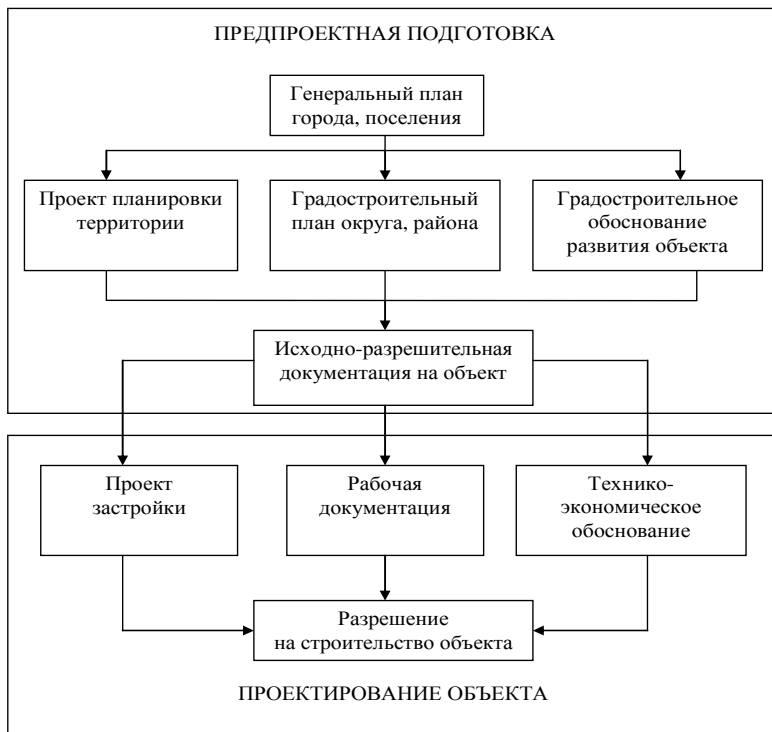 ПРЕДПРОЕКТНАЯ ПОДГОТОВКА
Генеральный план
города, поселения
Проект планировки
территории
Градостроительный
план округа, района
Градостроительное
обоснование
развития объекта
Исходно-разрешительная
документация на объект
Проект
застройки
Рабочая
документация
Технико-
экономическое
обоснование
Разрешение
на строительство объекта
ПРОЕКТИРОВАНИЕ ОБЪЕКТА